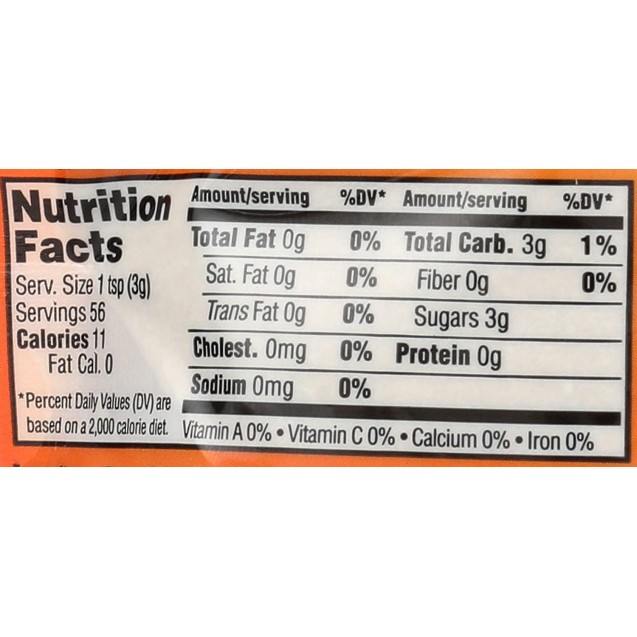 Nutrition
Facts
Serv. Size 1 tsp (3g)
Servings 56
Calories 11
Fat Cal. 0
*Percent Daily Values (DV) are
based on a 2,000 calorie diet.
Amount/serving %DV* Amount/serving %DV*
Total Fat 0g 0% Total Carb. 3g 1%
Sat. Fat 0g 0% Fiber 0g 0%
Trans Fat 0g 0% Sugars 3g
Cholest. 0mg 0% Protein 0g
Sodium 0mg 0%
Vitamin A 0% • Vitamin C 0% • Calcium 0% • Iron 0%